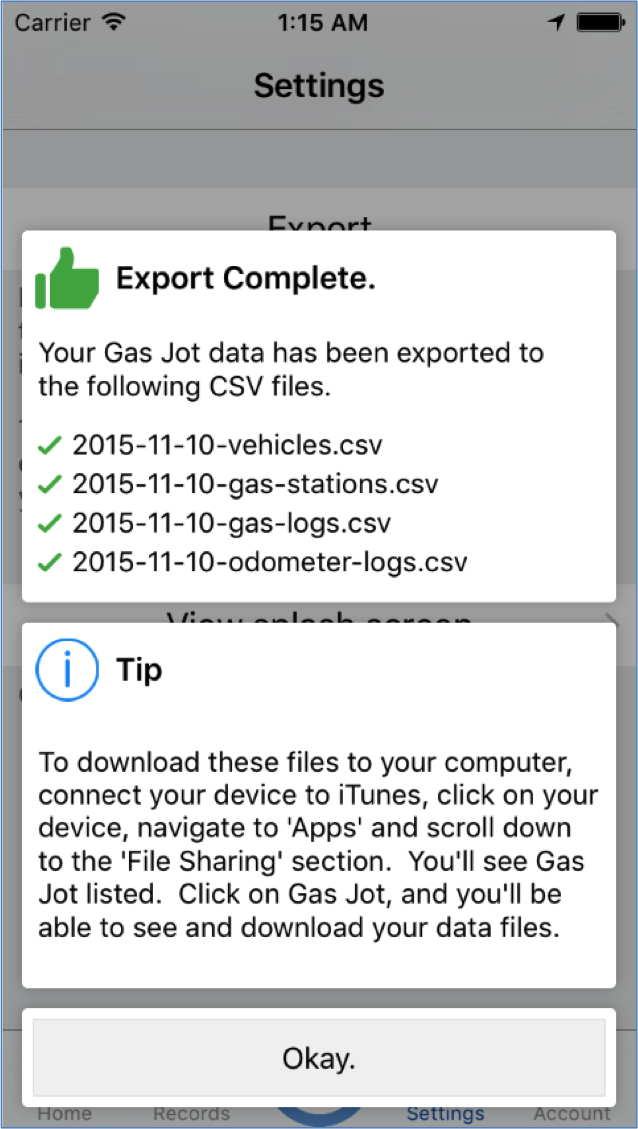 Carrier 1:15 AM
Settings
Export
Export Complete.
Your Gas Jot data has been exported to
the following CSV files.
2015-11-10-vehicles.csv
2015-11-10-gas-stations.csv
2015-11-10-gas-logs.csv
2015-11-10-odometer-logs.csv
View splash screen
Tip
To download these files to your computer,
connect your device to iTunes, click on your
device, navigate to 'Apps' and scroll down
to the 'File Sharing' section.  You'll see Gas
Jot listed.  Click on Gas Jot, and you'll be
able to see and download your data files.
Okay.
Home Records Settings Account